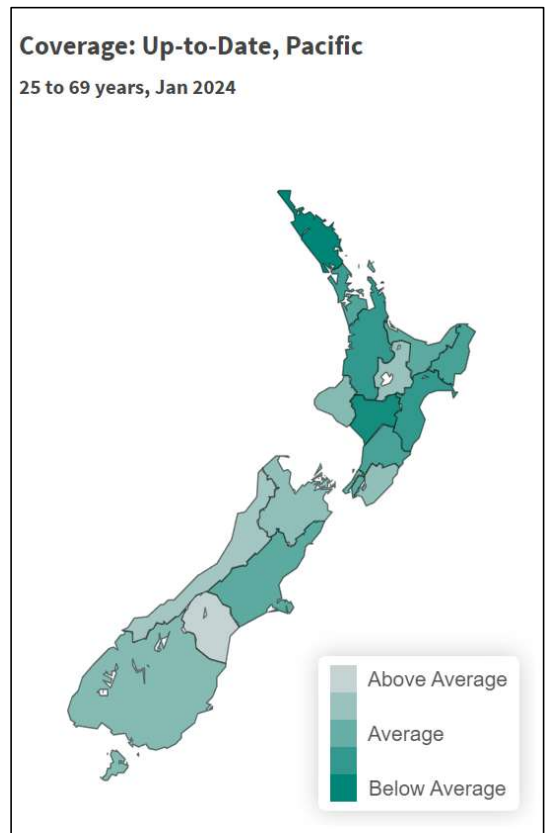 Coverage: Up-to-Date, Pacific
25 to 69 years, Jan 2024
Above Average
Average
Below Average